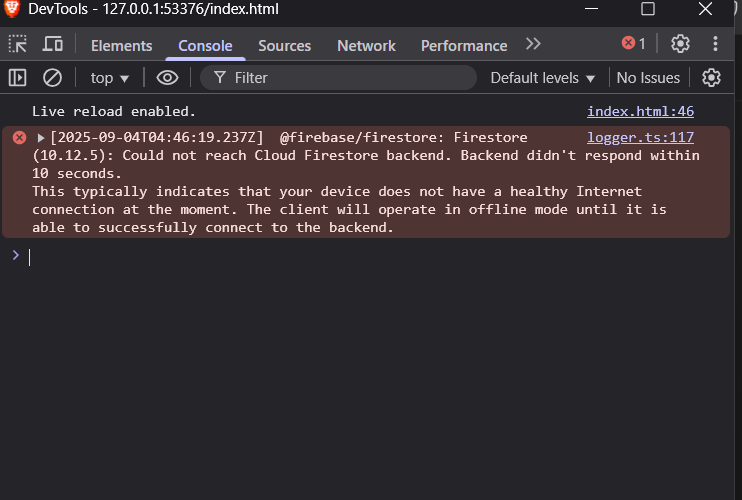 DevTools - 127.0.0.1:53376/index.html
Elements Console Sources Network Performance 1
top Filter Default levels No Issues
Live reload enabled. index.html:46
[2025-09-04T04:46:19.237Z] @firebase/firestore: Firestore logger.ts:117
(10.12.5): Could not reach Cloud Firestore backend. Backend didn't respond within
10 seconds.
This typically indicates that your device does not have a healthy Internet
connection at the moment. The client will operate in offline mode until it is
able to successfully connect to the backend.